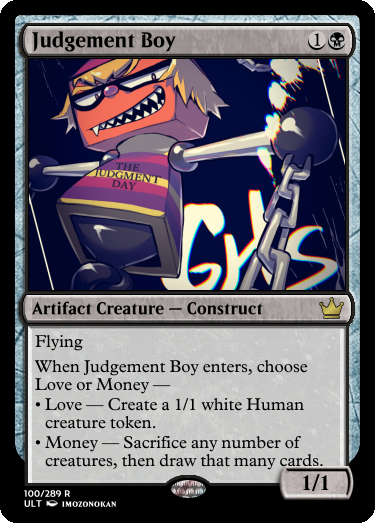 Judgement Boy 1
THE
JUDGMENT
DAY
GHS
Artifact Creature — Construct
Flying
When Judgement Boy enters, choose
Love or Money —
• Love — Create a 1/1 white Human
creature token.
• Money — Sacrifice any number of
creatures, then draw that many cards.
1/1
100/289 R
ULT IMOZONOKAN